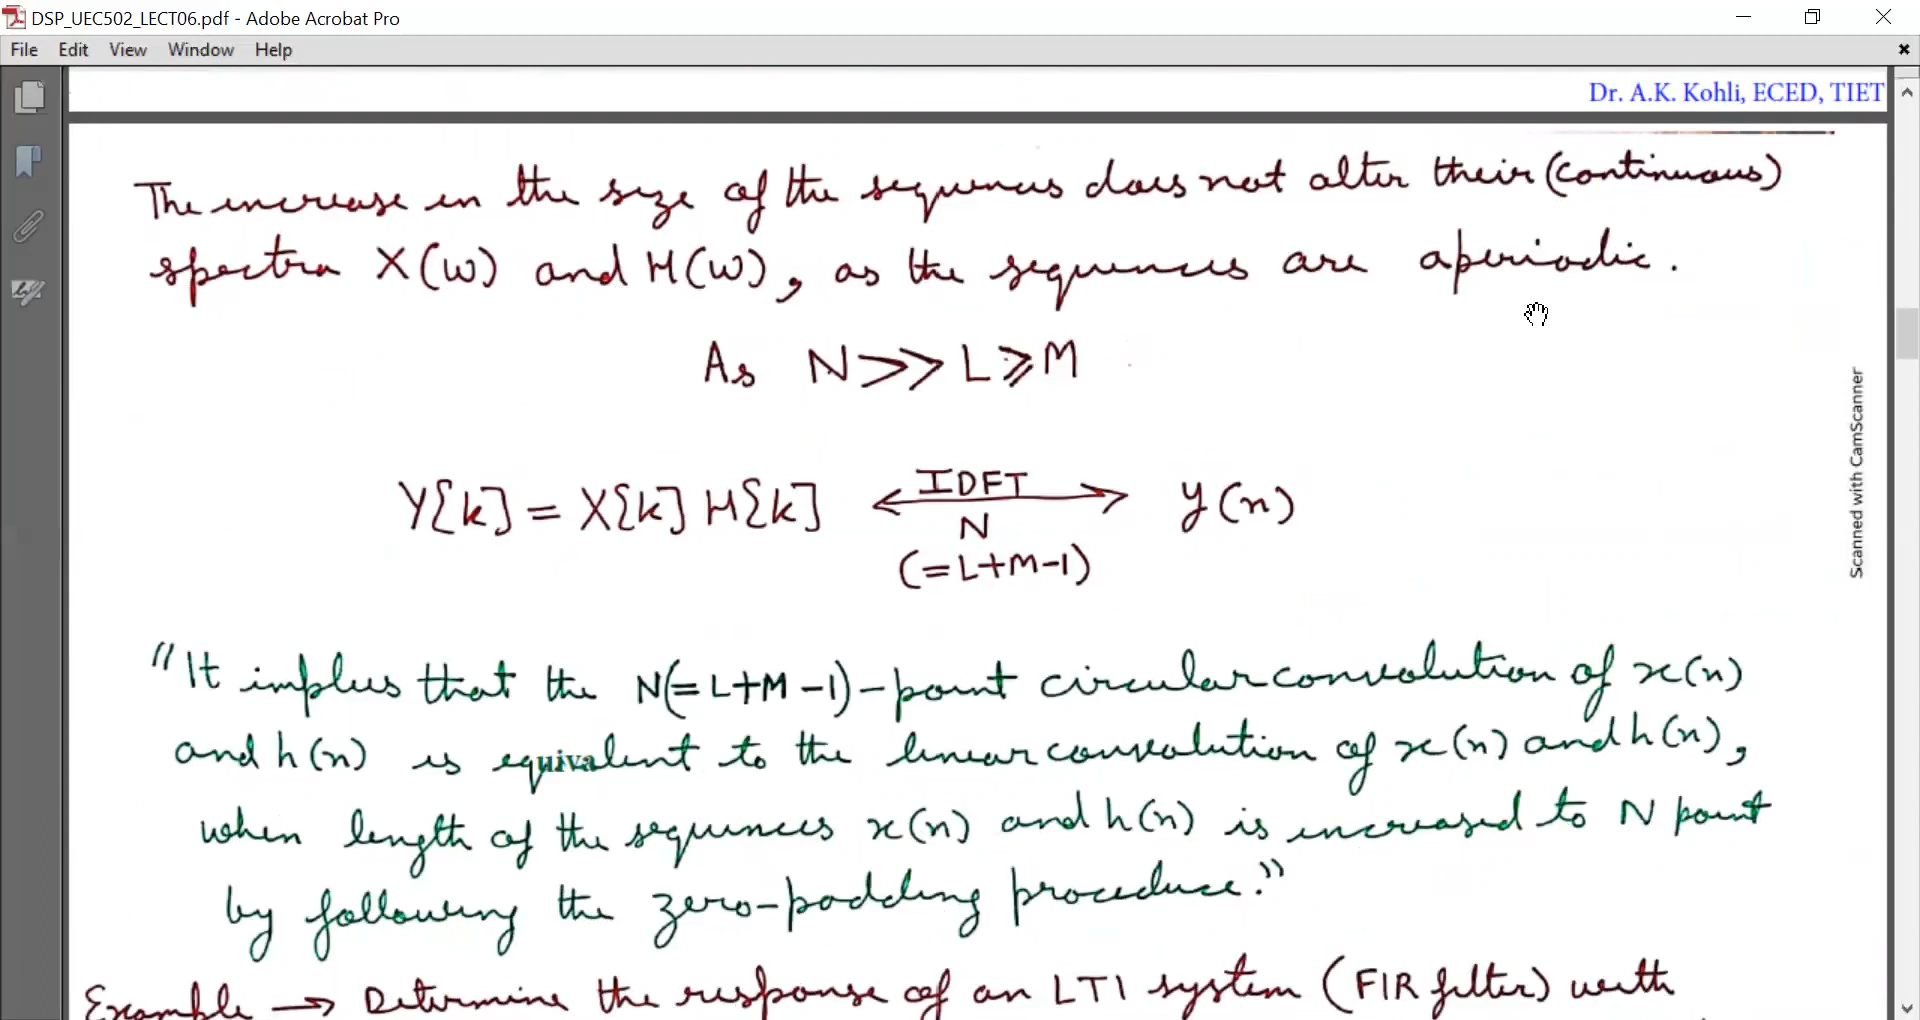 DSP_UEC502_LECT06.pdf - Adobe Acrobat Pro
File Edit View Window Help
Dr. A.K. Kohli, ECED, TIET
The increase in the size of the sequences does not alter their (continuous)
spectra X(ω) and H(ω), as the sequences are aperiodic.
As N >> L ⩾ M
Y[k] = X[k] H[k] IDFT y(n)
N
(=L+M-1)
"It implies that the N(=L+M-1)-point circular convolution of x(n)
and h(n) is equivalent to the linear convolution of x(n) and h(n),
when length of the sequences x(n) and h(n) is increased to N point
by following the zero-padding procedure."
Example → Determine the response of an LTI system (FIR filter) with
Scanned with CamScanner